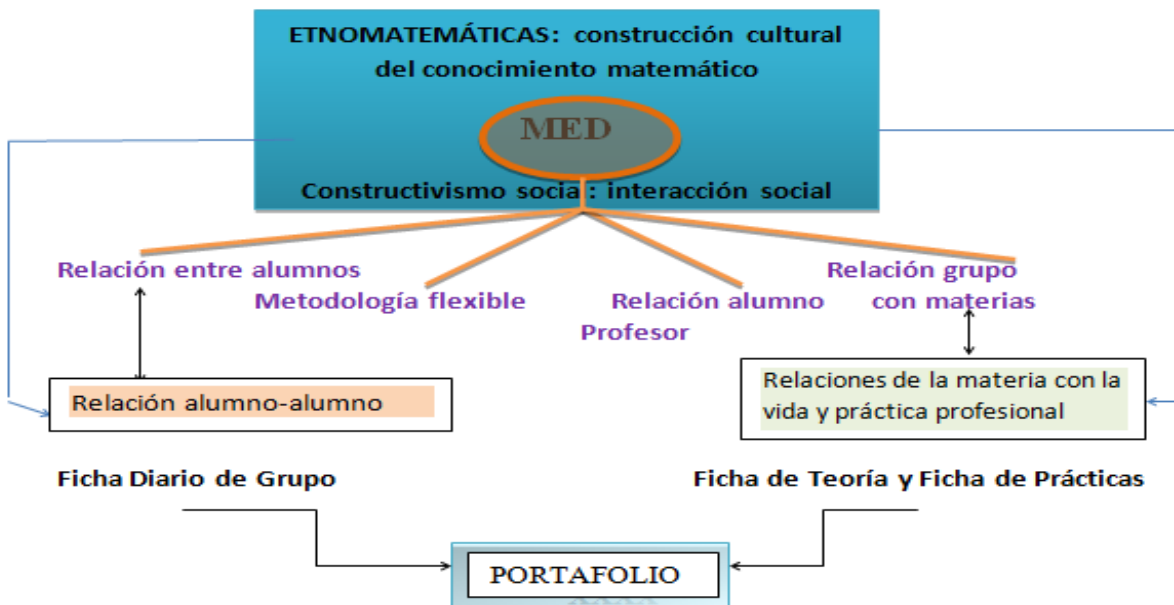 ETNOMATEMÁTICAS: construcción cultural
del conocimiento matemático
MED
Constructivismo social: interacción social
Relación entre alumnos
Metodología flexible
Relación alumno
Profesor
Relación grupo
con materias
Relación alumno-alumno
Relaciones de la materia con la
vida y práctica profesional
Ficha Diario de Grupo
Ficha de Teoría y Ficha de Prácticas
PORTAFOLIO